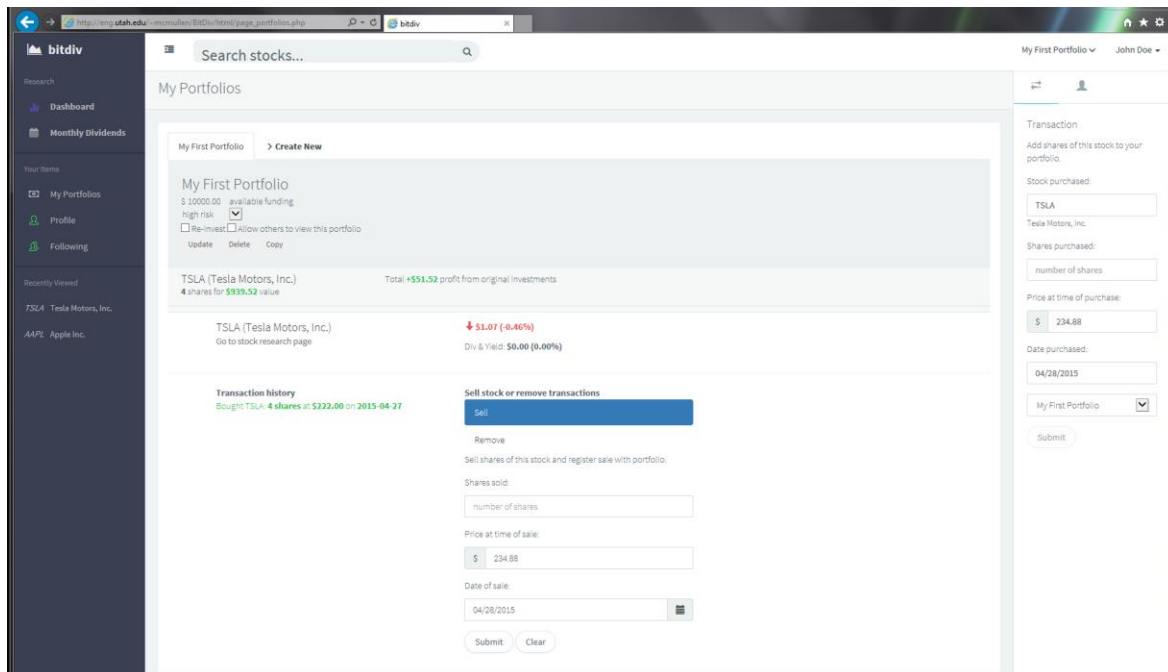 http://eng.utah.edu/~mcmullen/BitDiv/html/page_portfolios.php
bitdiv
bitdiv
Search stocks...
My First Portfolio
John Doe
Research
Dashboard
Monthly Dividends
Your Items
My Portfolios
Profile
Following
Recently Viewed
TSLA Tesla Motors, Inc.
AAPL Apple Inc.
My Portfolios
My First Portfolio
> Create New
My First Portfolio
$ 10000.00 available funding
high risk
Re-invest Allow others to view this portfolio
Update Delete Copy
TSLA (Tesla Motors, Inc.)
4 shares for $939.52 value
Total +$51.52 profit from original investments
TSLA (Tesla Motors, Inc.)
Go to stock research page
$1.07 (-0.46%)
Div & Yield: $0.00 (0.00%)
Transaction history
Bought TSLA: 4 shares at $222.00 on 2015-04-27
Sell stock or remove transactions
Sell
Remove
Sell shares of this stock and register sale with portfolio.
Shares sold:
number of shares
Price at time of sale:
$ 234.88
Date of sale:
04/28/2015
Submit Clear
Transaction
Add shares of this stock to your
portfolio.
Stock purchased:
TSLA
Tesla Motors, Inc.
Shares purchased:
number of shares
Price at time of purchase:
$ 234.88
Date purchased:
04/28/2015
My First Portfolio
Submit